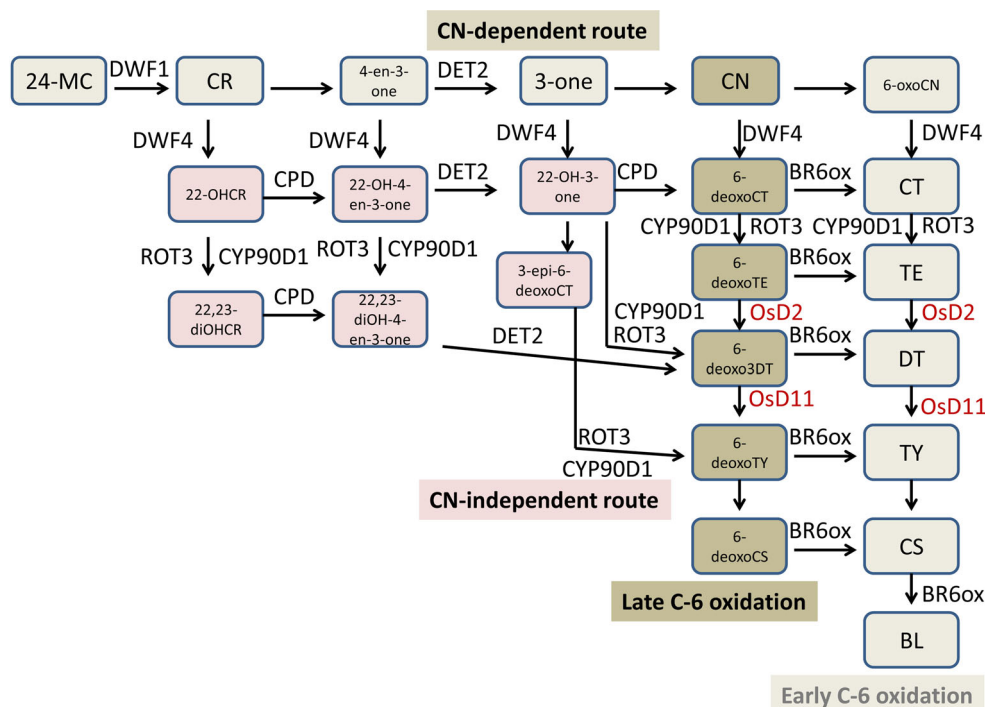 CN-dependent route
24-MC
DWF1
CR
4-en-3-
one
DET2
3-one
CN
6-oxoCN
DWF4
DWF4
DWF4
DWF4
DWF4
22-OHCR
CPD
22-OH-4-
en-3-one
DET2
22-OH-3-
one
CPD
6-
deoxoCT
BR6ox
CT
ROT3
CYP90D1
ROT3
CYP90D1
CYP90D1
ROT3
CYP90D1
ROT3
3-epi-6-
deoxoCT
6-
deoxoTE
BR6ox
TE
22,23-
diOHCR
CPD
22,23-
diOH-4-
en-3-one
CYP90D1
ROT3
OsD2
OsD2
DET2
6-
deoxo3DT
BR6ox
DT
OsD11
OsD11
ROT3
CYP90D1
6-
deoxoTY
BR6ox
TY
CN-independent route
6-
deoxoCS
BR6ox
CS
Late C-6 oxidation
BR6ox
BL
Early C-6 oxidation